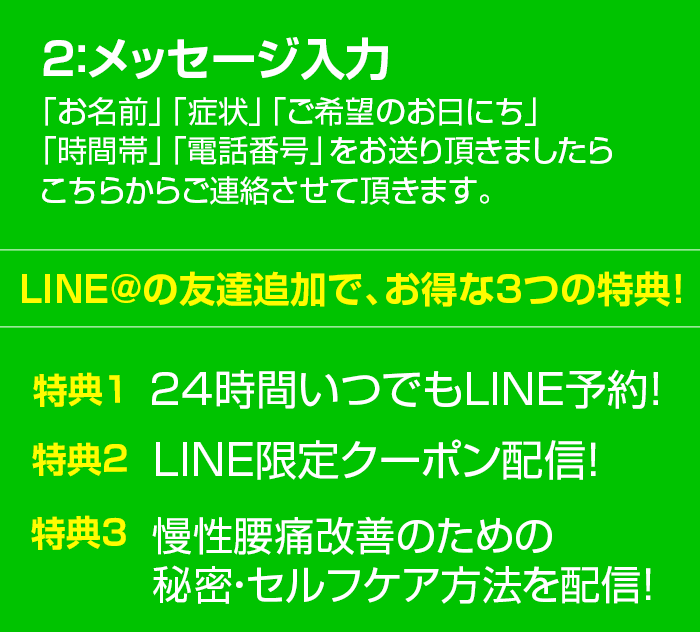 2:メッセージ入力
「お名前」「症状」「ご希望のお日にち」
「時間帯」「電話番号」をお送り頂きましたら
こちらからご連絡させて頂きます。
LINE@の友達追加で、お得な3つの特典!
特典1 24時間いつでもLINE予約!
特典2 LINE限定クーポン配信!
特典3 慢性腰痛改善のための
秘密・セルフケア方法を配信!